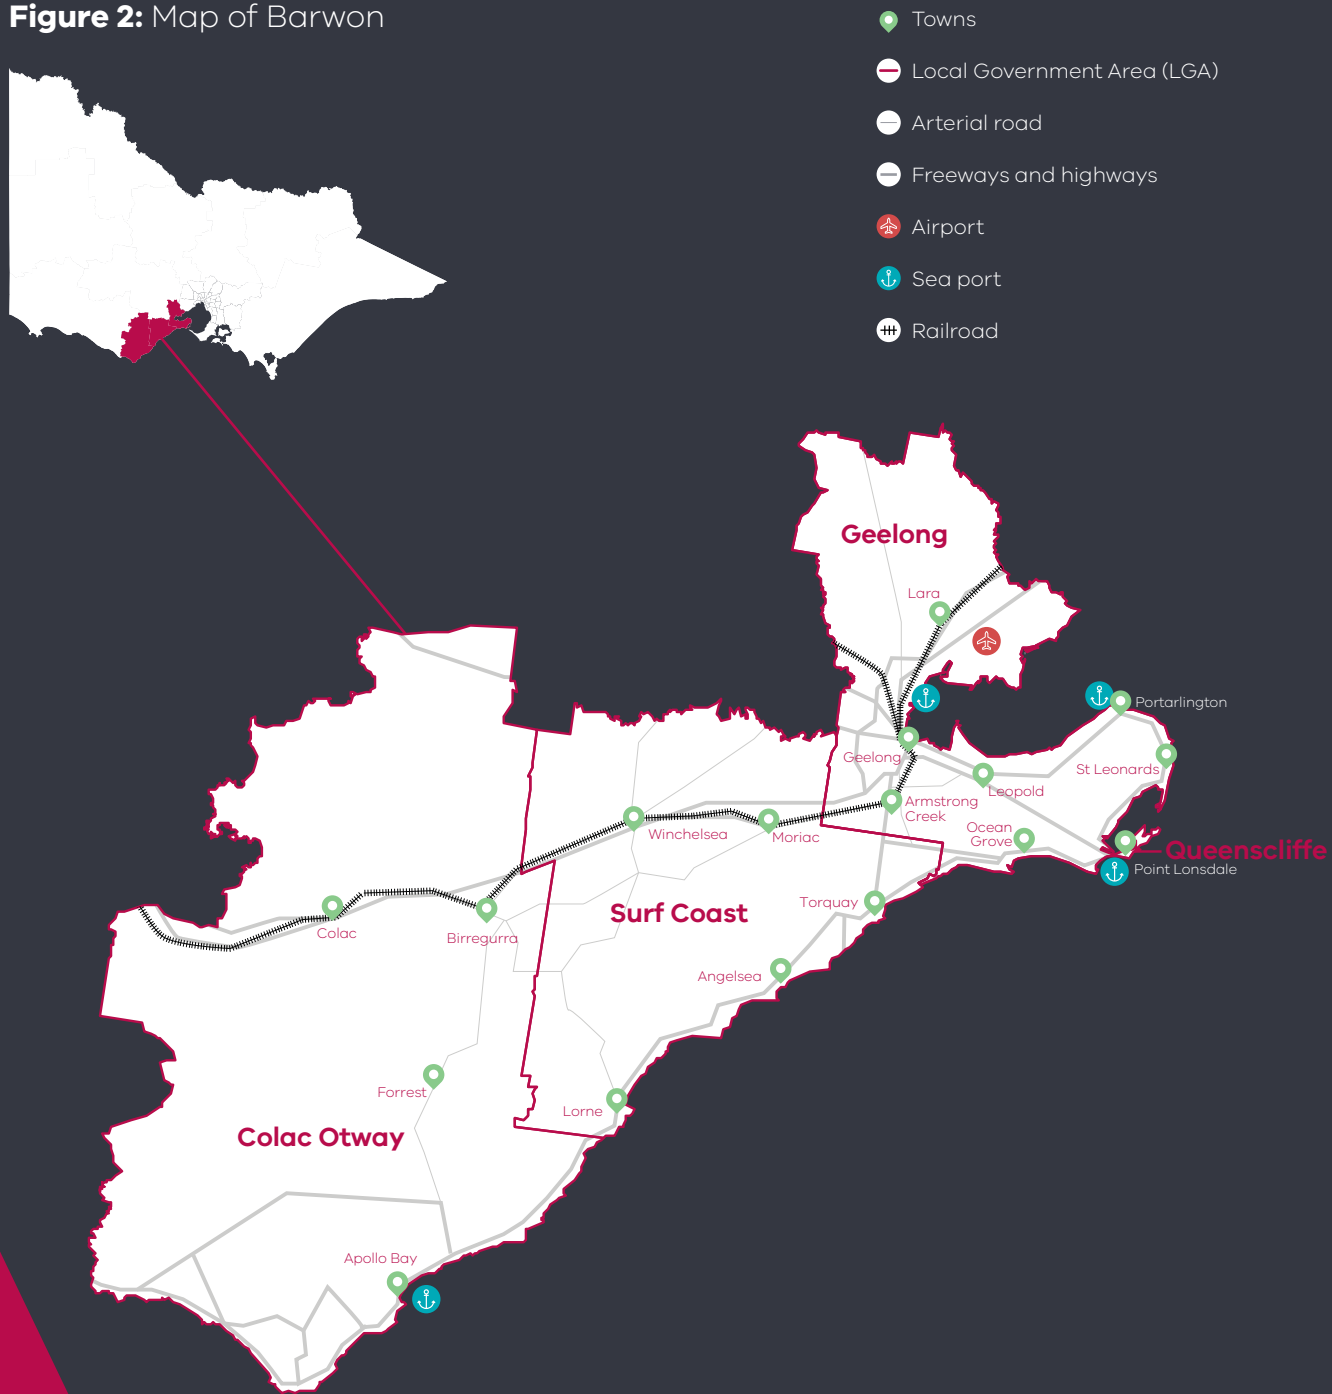 Figure 2: Map of Barwon
Towns
Local Government Area (LGA)
Arterial road
Freeways and highways
Airport
Sea port
Railroad
Geelong
Lara
Portarlington
Geelong
St Leonards
Leopold
Armstrong
Creek
Ocean
Grove
Winchelsea
Moriac
Queenscliffe
Point Lonsdale
Torquay
Surf Coast
Colac
Birregurra
Angelsea
Forrest
Lorne
Colac Otway
Apollo Bay